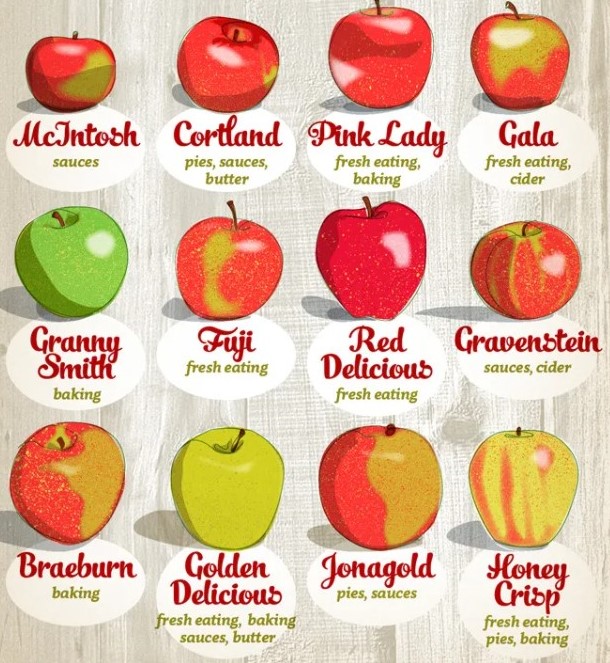 McIntosh
sauces
Cortland
pies, sauces,
butter
Pink Lady
fresh eating,
baking
Gala
fresh eating,
cider
Granny
Smith
baking
Fuji
fresh eating
Red
Delicious
fresh eating
Gravenstein
sauces, cider
Braeburn
baking
Golden
Delicious
fresh eating, baking
sauces, butter
Jonagold
pies, sauces
Honey
Crisp
fresh eating,
pies, baking